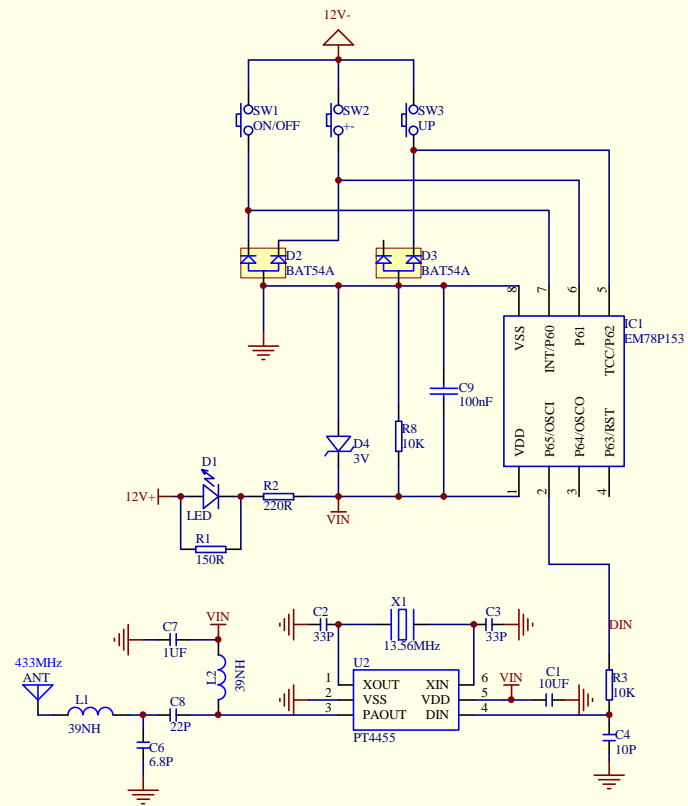 12V-
SW1
ON/OFF
SW2
+-
SW3
UP
D2
BAT54A
D3
BAT54A
8
7
6
5
IC1
EM78P153
VSS
INT/P60
P61
TCC/P62
VDD
P65/OSCI
P64/OSCO
P63/RST
1
2
3
4
C9
100nF
R8
10K
D4
3V
D1
LED
12V+
R2
220R
VIN
R1
150R
C7
1UF
VIN
L2
39NH
433MHz
ANT
L1
39NH
C8
22P
C6
6.8P
C2
33P
X1
13.56MHz
C3
33P
DIN
U2
1
XOUT
XIN
6
2
VSS
VDD
5
3
PAOUT
DIN
4
PT4455
VIN
C1
10UF
R3
10K
C4
10P